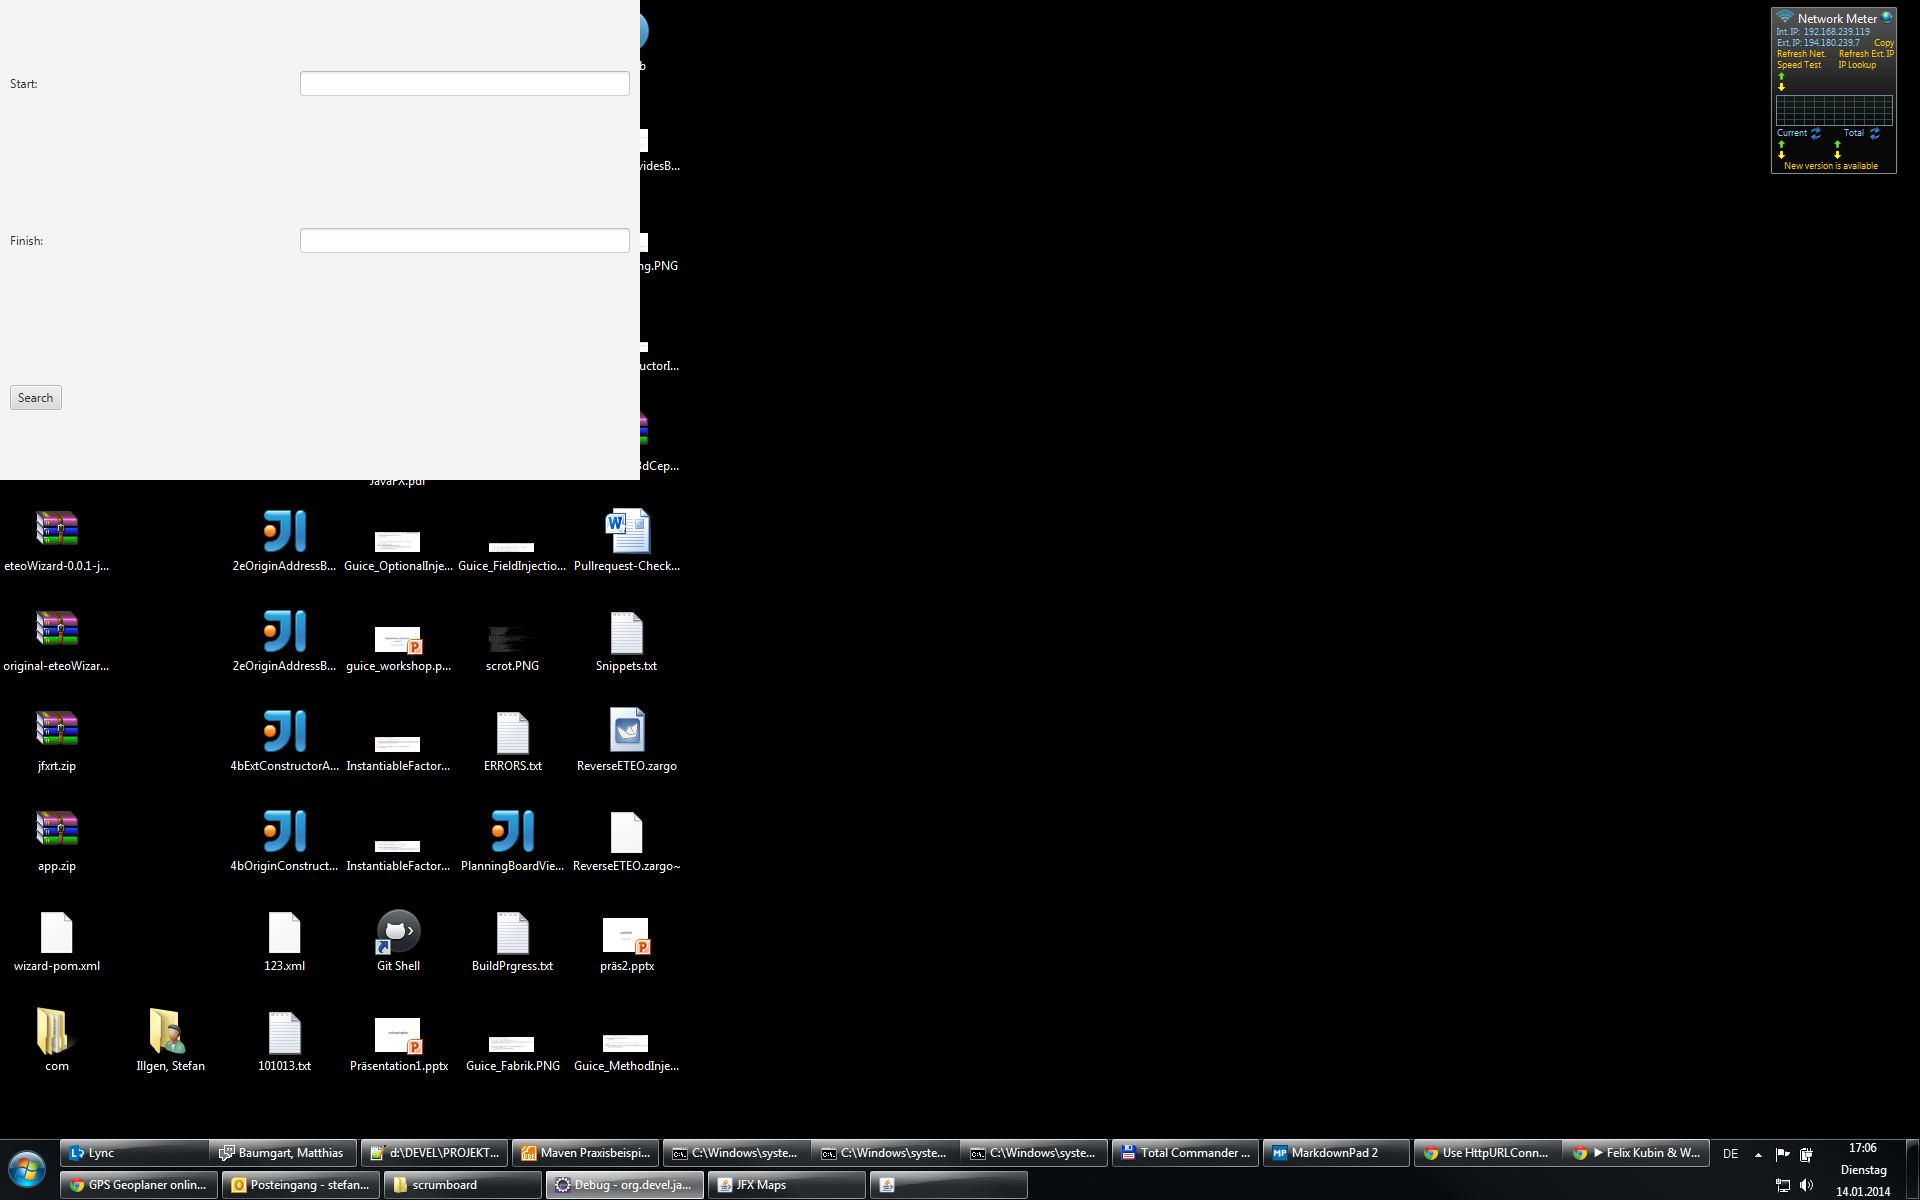 Start:
Finish:
Search
b
videsB...
ng.PNG
uctorI...
dCep...
JavaFX.pdf
eteoWizard-0.0.1-j...
2eOriginAddressB...
Guice_OptionalInje...
Guice_FieldInjectio...
Pullrequest-Check...
original-eteoWizar...
2eOriginAddressB...
guice_workshop.p...
scrot.PNG
Snippets.txt
jfxrt.zip
4bExtConstructorA...
InstantiableFactor...
ERRORS.txt
ReverseETEO.zargo
app.zip
4bOriginConstruct...
InstantiableFactor...
PlanningBoardVie...
ReverseETEO.zargo~
wizard-pom.xml
123.xml
Git Shell
BuildPrgress.txt
präs2.pptx
com
Illgen, Stefan
101013.txt
Präsentation1.pptx
Guice_Fabrik.PNG
Guice_MethodInje...
Network Meter
Int. IP: 192.168.239.119
Ext. IP: 194.180.239.7 Copy
Refresh Net. Refresh Ext. IP
Speed Test IP Lookup
Current Total
New version is available
Lync
Baumgart, Matthias
d:\DEVEL\PROJEKT...
Maven Praxisbeispi...
C:\Windows\syste...
C:\Windows\syste...
C:\Windows\syste...
Total Commander ...
MarkdownPad 2
Use HttpURLConn...
Felix Kubin & W...
GPS Geoplaner onlin...
Posteingang - stefan...
scrumboard
Debug - org.devel.ja...
JFX Maps
DE
17:06
Dienstag
14.01.2014